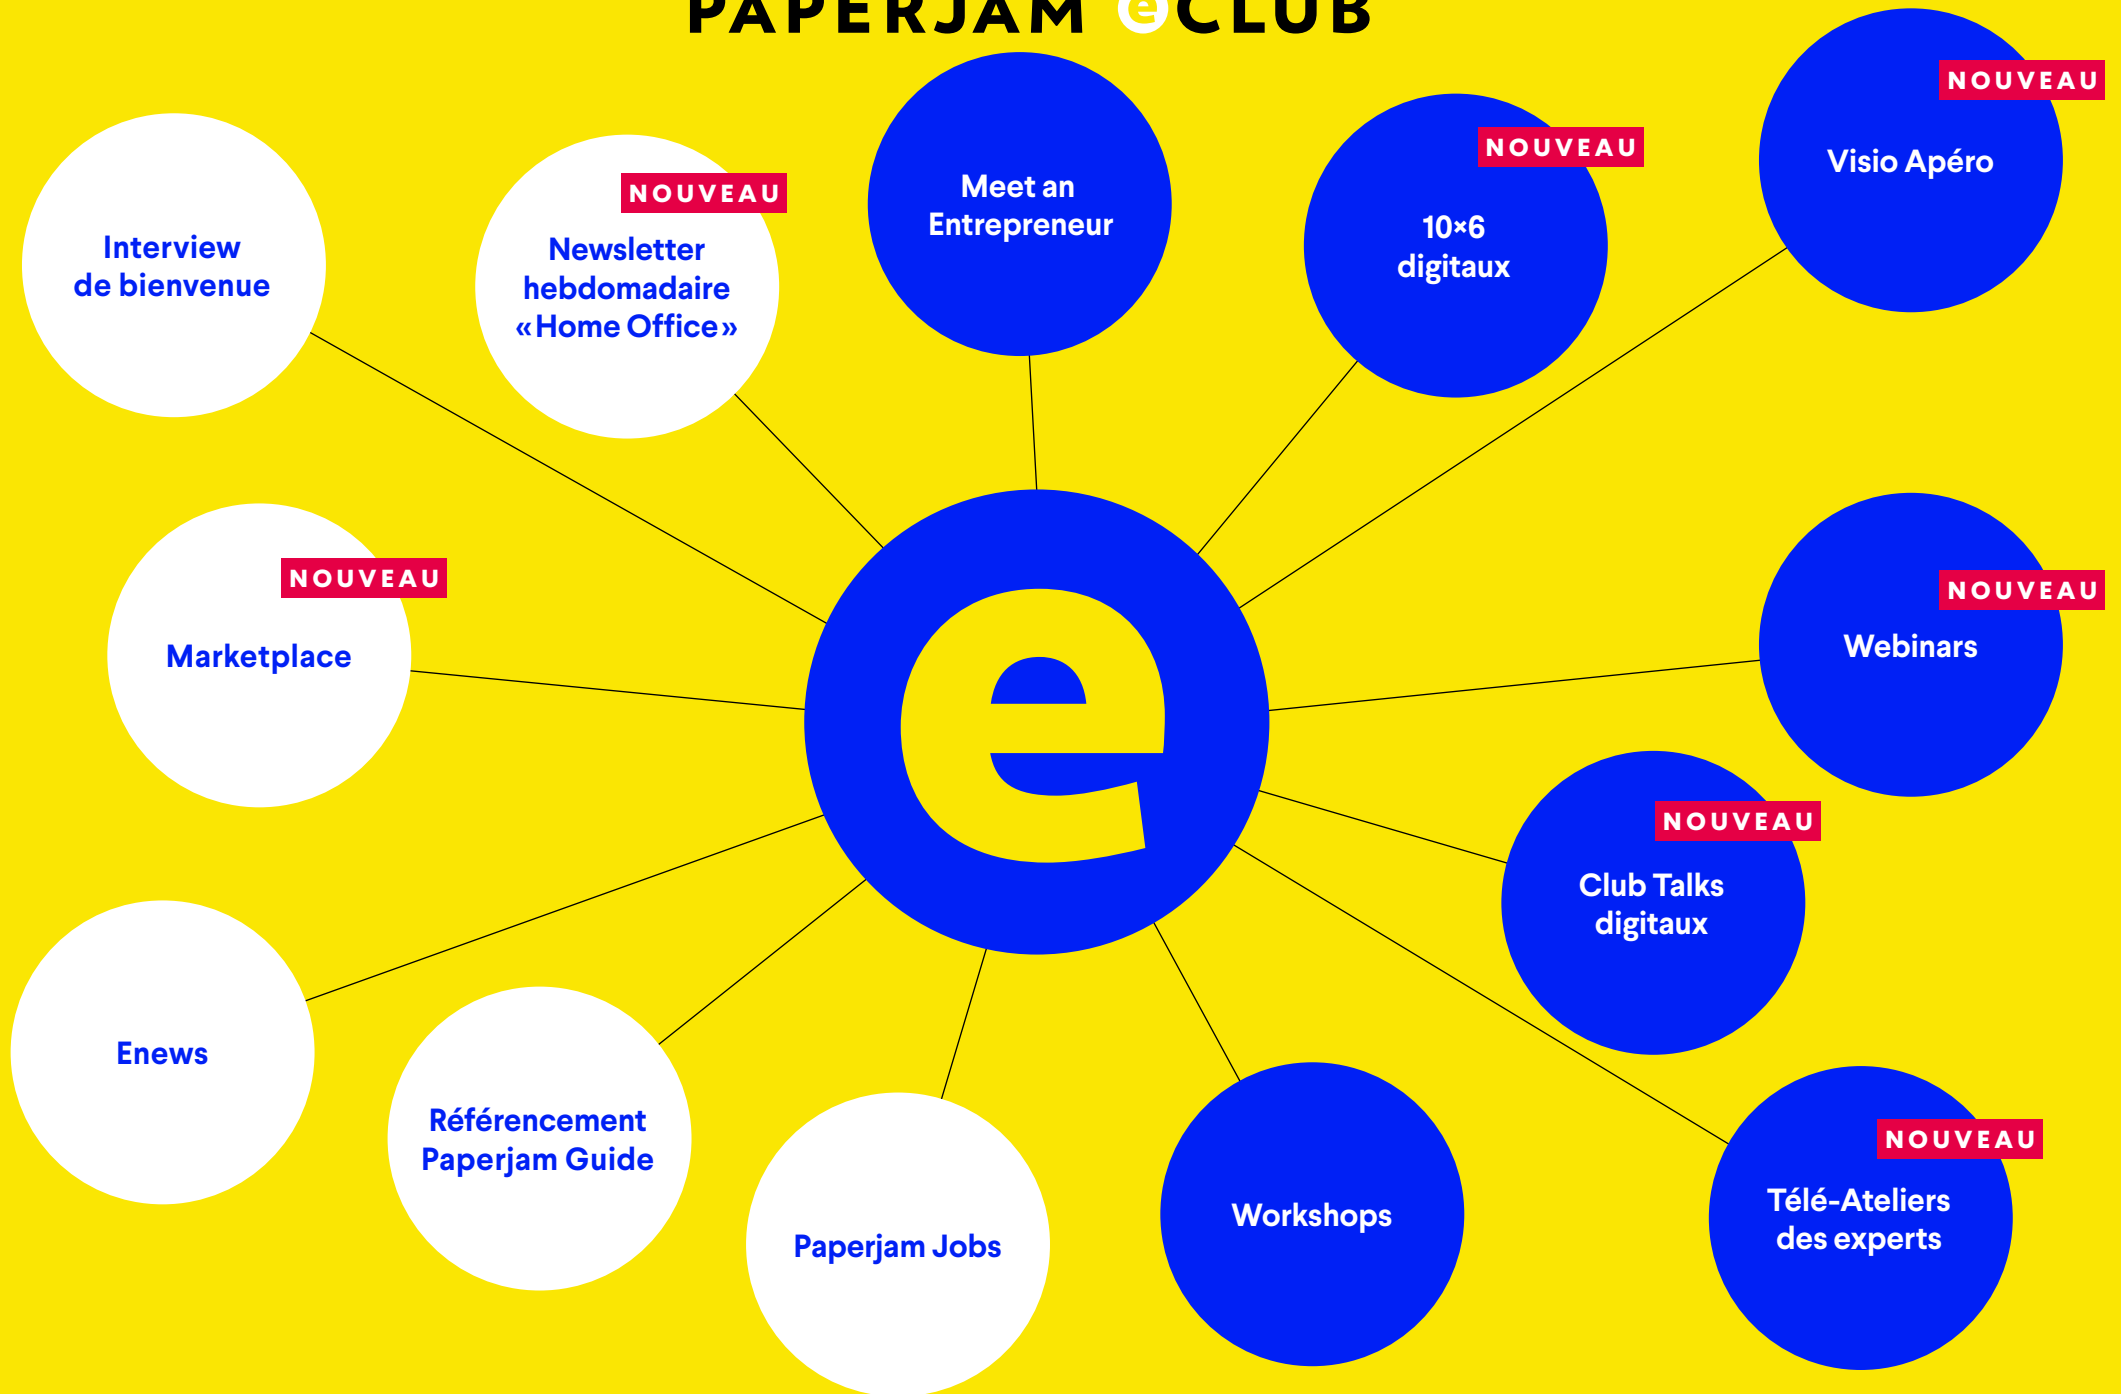 PAPERJAM eCLUB
NOUVEAU
Visio Apéro
NOUVEAU
10×6
digitaux
Meet an
Entrepreneur
NOUVEAU
Newsletter
hebdomadaire
«Home Office»
Interview
de bienvenue
NOUVEAU
Marketplace
e
NOUVEAU
Webinars
NOUVEAU
Club Talks
digitaux
Enews
Référencement
Paperjam Guide
Paperjam Jobs
Workshops
NOUVEAU
Télé-Ateliers
des experts